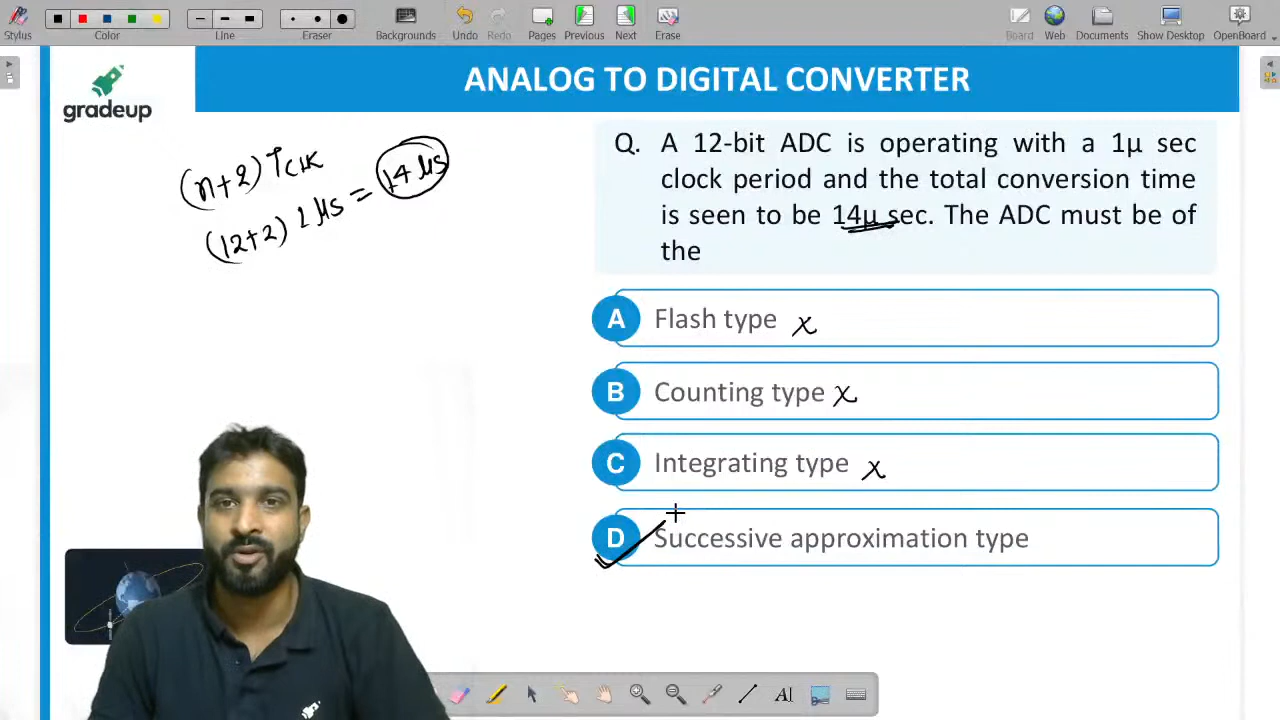 Stylus
Color
Line
Eraser
Backgrounds
Undo
Redo
Pages
Previous
Next
Erase
Board
Web
Documents
Show Desktop
OpenBoard
gradeup
ANALOG TO DIGITAL CONVERTER
(n+2) TCLK
(12+2) 1 μs = 14 μs
Q. A 12-bit ADC is operating with a 1μ sec
clock period and the total conversion time
is seen to be 14μ sec. The ADC must be of
the
A Flash type x
B Counting type x
C Integrating type x
D Successive approximation type
AI